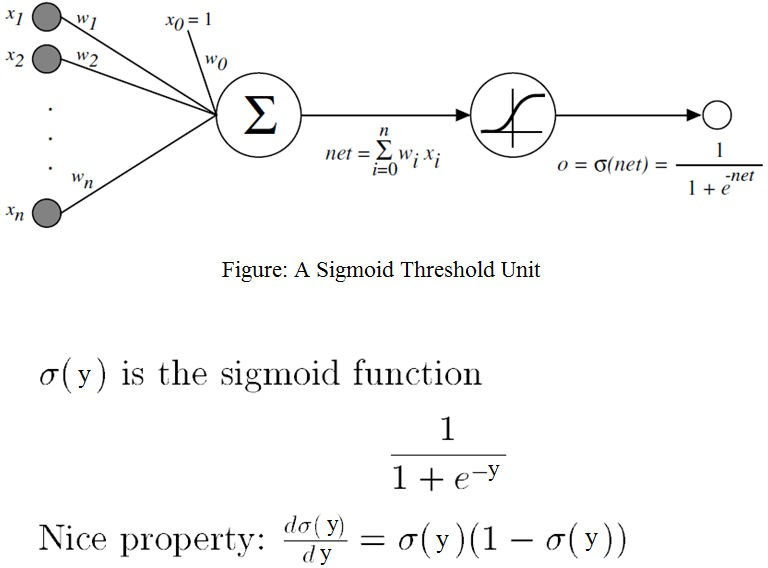 x1 w1 x0 = 1
x2 w2 w0
.
.
.
Σ
wn
xn
net = Σ wi xi
n
i=0
o = σ(net) = 1 / 1 + e^-net
Figure: A Sigmoid Threshold Unit
σ(y) is the sigmoid function
1
1 + e^−y
Nice property: dσ(y)/dy = σ(y)(1 − σ(y))